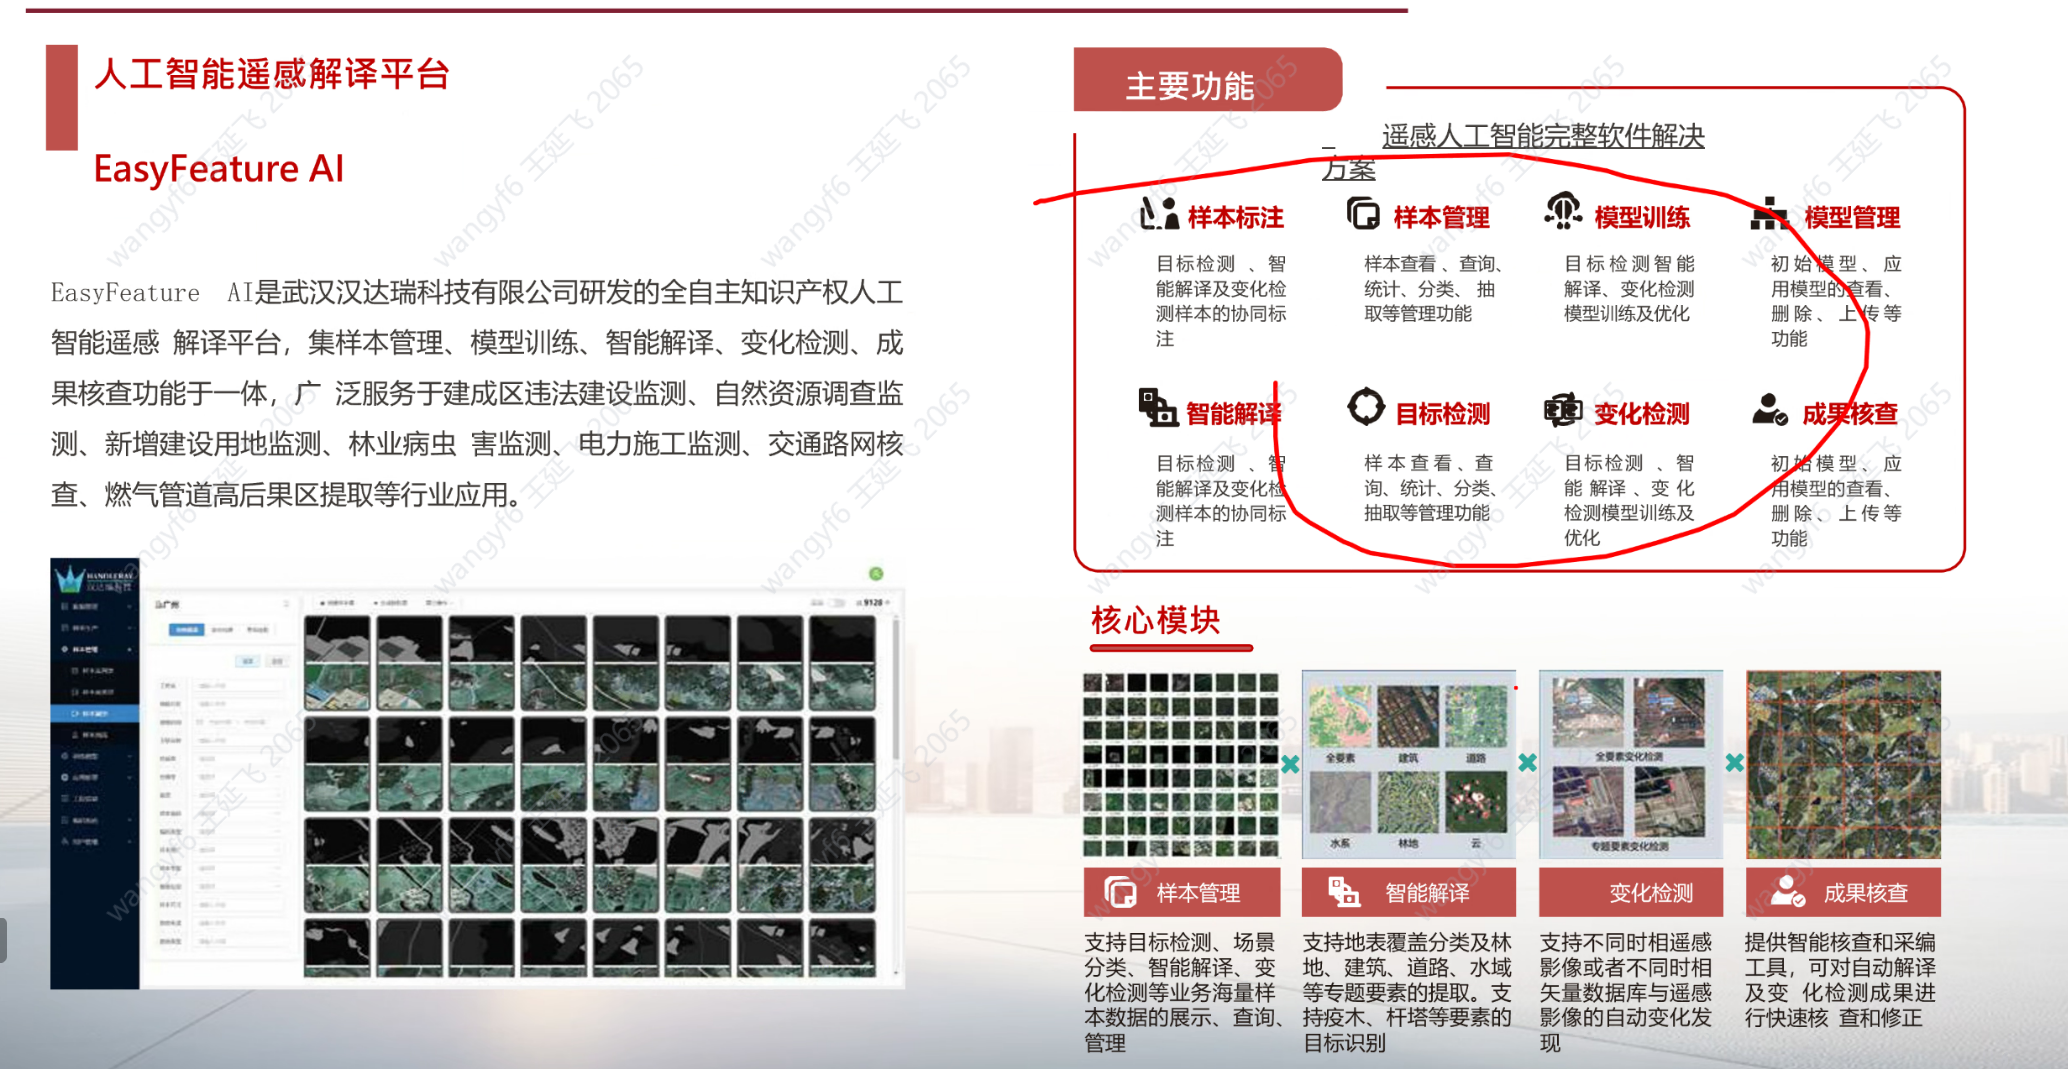 人工智能遥感解译平台
EasyFeature AI
EasyFeature AI是武汉汉达瑞科技有限公司研发的全自主知识产权人工
智能遥感 解译平台，集样本管理、模型训练、智能解译、变化检测、成
果核查功能于一体，广 泛服务于建成区违法建设监测、自然资源调查监
测、新增建设用地监测、林业病虫 害监测、电力施工监测、交通路网核
查、燃气管道高后果区提取等行业应用。
主要功能
遥感人工智能完整软件解决
方案
样本标注
目标检测 、智
能解译及变化检
测样本的协同标
注
样本管理
样本查看 、查询、
统计、分类、 抽
取等管理功能
模型训练
目标检测智能
解译、变化检测
模型训练及优化
模型管理
初始模型、应
用模型的查看、
删除、上传等
功能
智能解译
目标检测 、智
能解译及变化检
测样本的协同标
注
目标检测
样本查看、查
询、统计、分类、
抽取等管理功能
变化检测
目标检测 、智
能 解译 、变 化
检测模型训练及
优化
成果核查
初始模型、应
用模型的查看、
删除、上传等
功能
核心模块
全要素 建筑 道路
水系 林地 云
全要素变化检测
专题要素变化检测
样本管理
支持目标检测、场景
分类、智能解译、变
化检测等业务海量样
本数据的展示、查询、
管理
智能解译
支持地表覆盖分类及林
地、建筑、道路、水域
等专题要素的提取。支
持疫木、杆塔等要素的
目标识别
变化检测
支持不同时相遥感
影像或者不同时相
矢量数据库与遥感
影像的自动变化发
现
成果核查
提供智能核查和采编
工具，可对自动解译
及变 化检测成果进
行快速核 查和修正
wangyf6 王延飞 2065